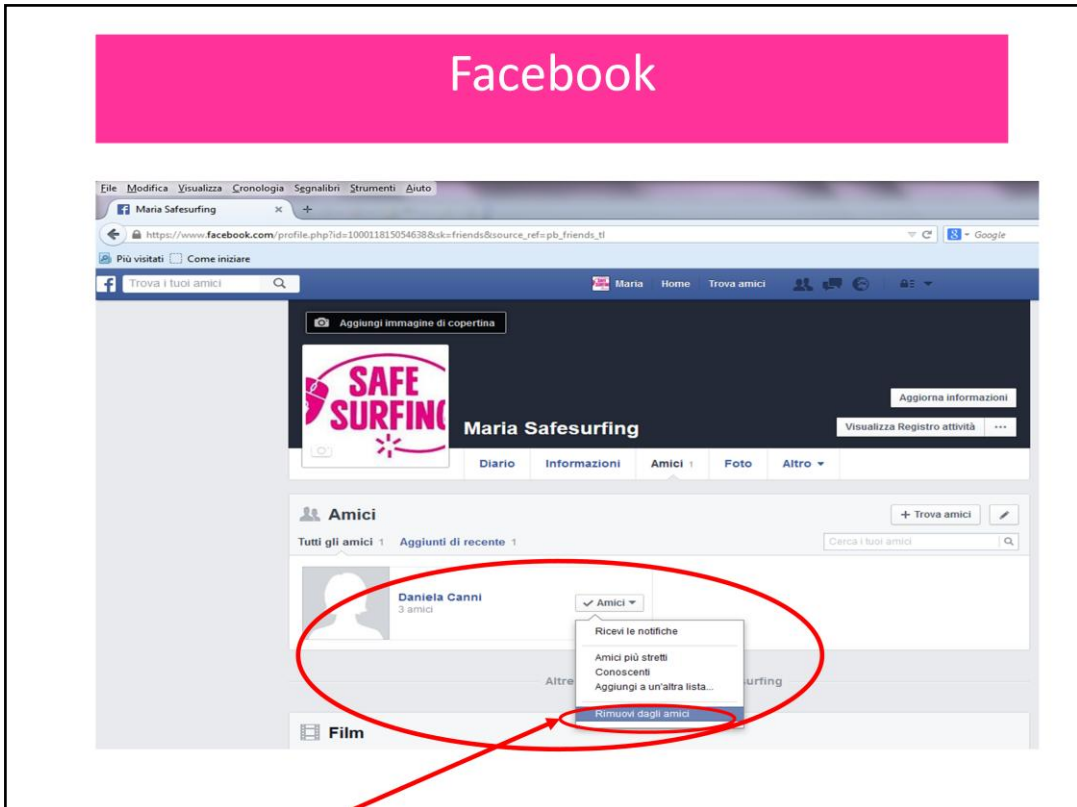 Facebook
File Modifica Visualizza Cronologia Segnalibri Strumenti Aiuto
Maria Safesurfing × +
https://www.facebook.com/profile.php?id=100011815054638&sk=friends&source_ref=pb_friends_tl Google
Più visitati Come iniziare
Trova i tuoi amici Maria Home Trova amici
Aggiungi immagine di copertina
SAFE
SURFING
Aggiorna informazioni
Maria Safesurfing Visualizza Registro attività ...
Diario Informazioni Amici 1 Foto Altro
Amici + Trova amici
Tutti gli amici 1 Aggiunti di recente 1 Cerca i tuoi amici
Daniela Canni
3 amici
Amici
Ricevi le notifiche
Amici più stretti
Conoscenti
Aggiungi a un'altra lista...
Altre urfing
Rimuovi dagli amici
Film